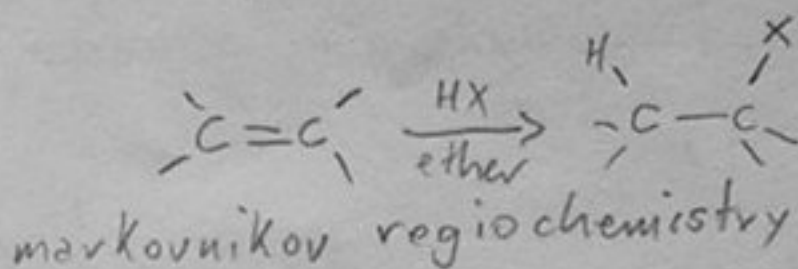 C=C HX ether H C—C X
markovnikov regiochemistry